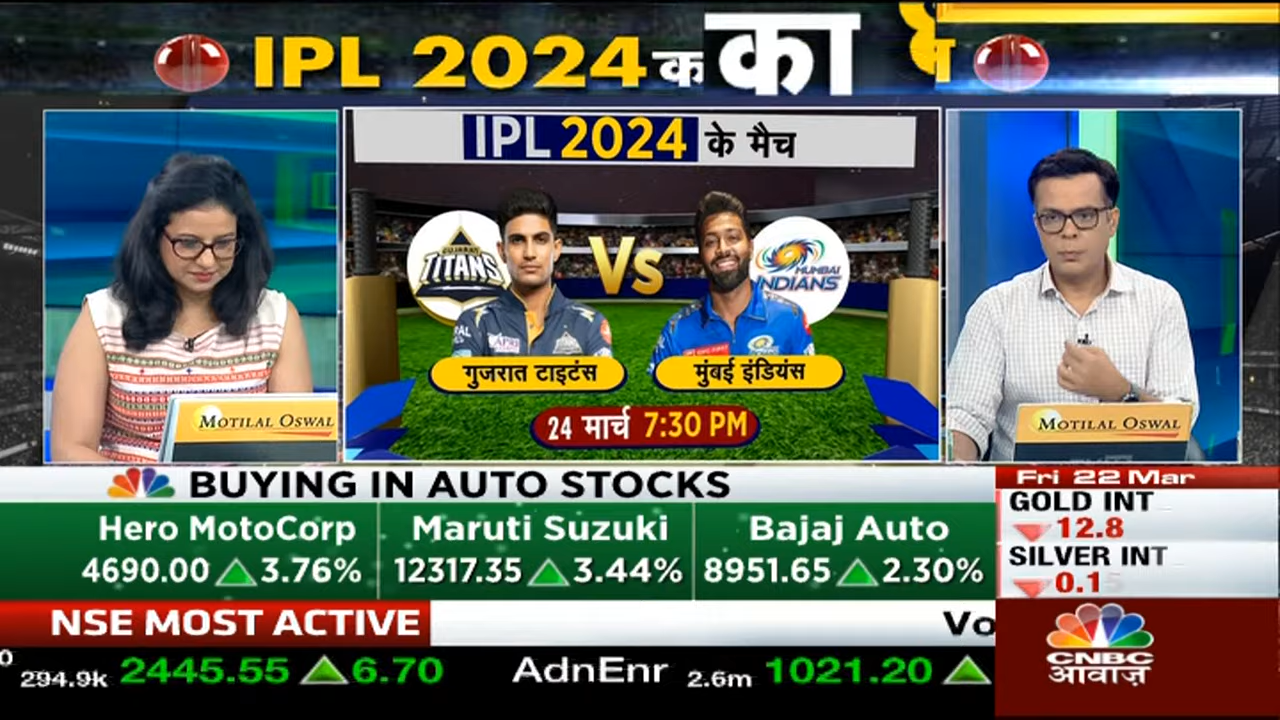 IPL 2024 क का
IPL 2024 के मैच
GUJARAT
TITANS
Vs
MUMBAI
INDIANS
गुजरात टाइटंस
मुंबई इंडियंस
24 मार्च 7:30 PM
MOTILAL OSWAL
MOTILAL OSWAL
BUYING IN AUTO STOCKS
Fri 22 Mar
Hero MotoCorp
4690.00 3.76%
Maruti Suzuki
12317.35 3.44%
Bajaj Auto
8951.65 2.30%
GOLD INT
12.8
SILVER INT
0.1
NSE MOST ACTIVE
Vo
0 294.9k 2445.55 6.70 AdnEnr 2.6m 1021.20
CNBC
आवाज़